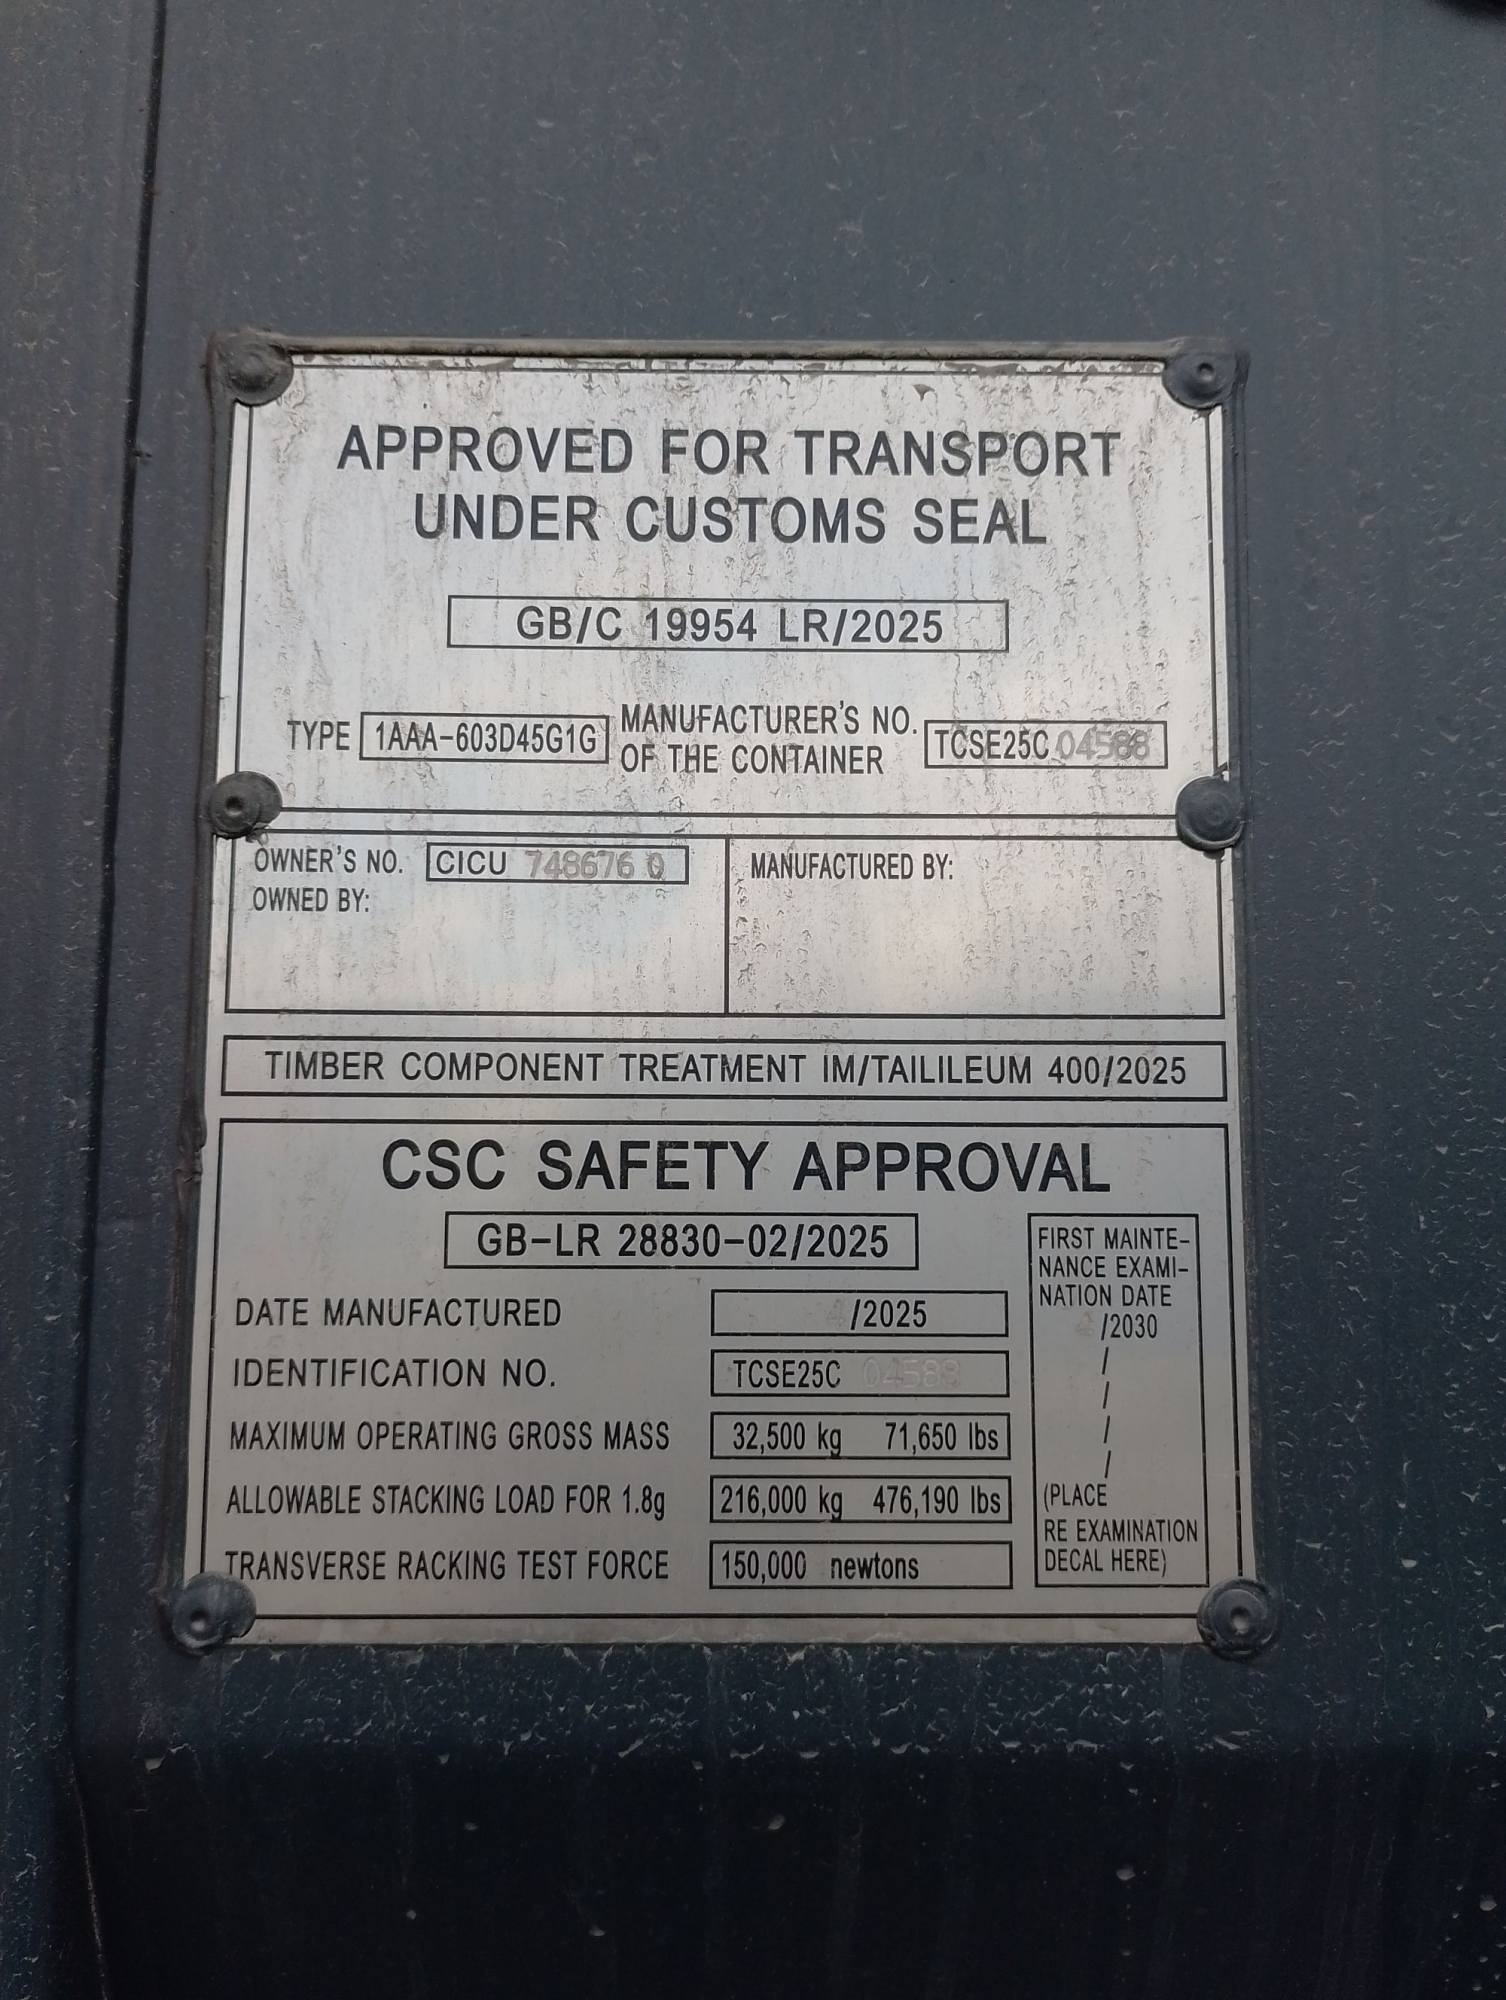 APPROVED FOR TRANSPORT
UNDER CUSTOMS SEAL
GB/C 19954 LR/2025
TYPE 1AAA-603D45G1G MANUFACTURER'S NO. OF THE CONTAINER TCSE25C 04588
OWNER'S NO. CICU 748676 0
OWNED BY:
MANUFACTURED BY:
TIMBER COMPONENT TREATMENT IM/TAILILEUM 400/2025
CSC SAFETY APPROVAL
GB-LR 28830-02/2025
DATE MANUFACTURED 4/2025
IDENTIFICATION NO. TCSE25C 04588
MAXIMUM OPERATING GROSS MASS 32,500 kg 71,650 lbs
ALLOWABLE STACKING LOAD FOR 1.8g 216,000 kg 476,190 lbs
TRANSVERSE RACKING TEST FORCE 150,000 newtons
FIRST MAINTE-
NANCE EXAMI-
NATION DATE
/2030
/
/
/
/
/
(PLACE
RE EXAMINATION
DECAL HERE)